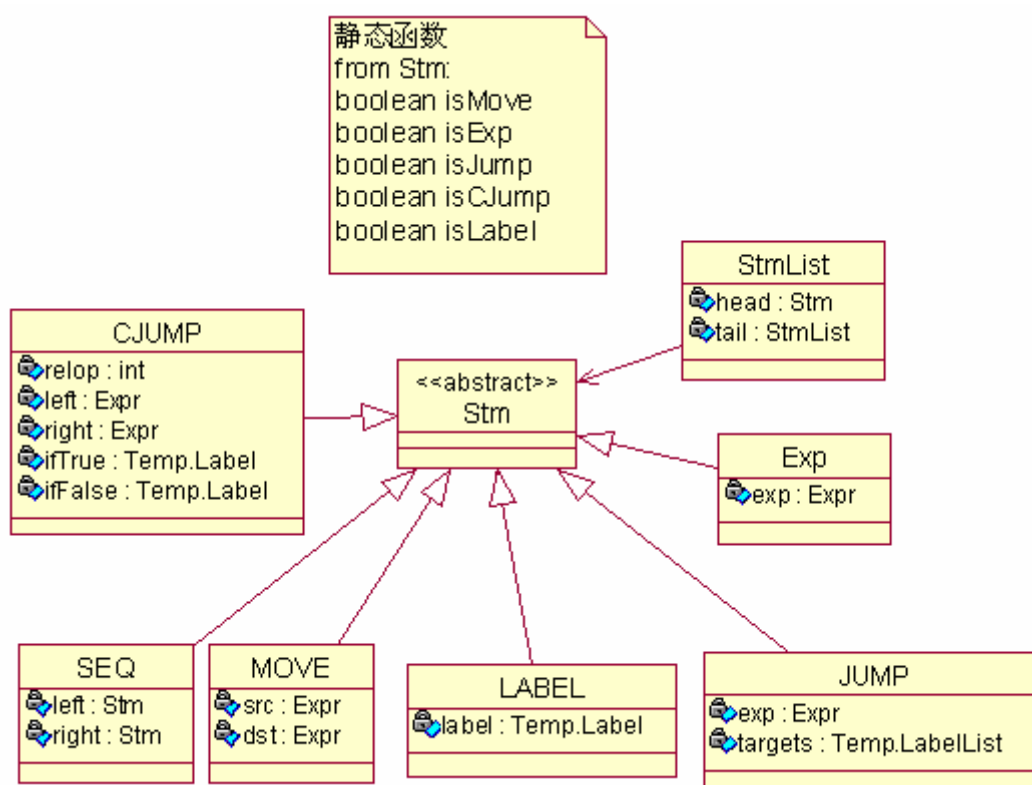 静态函数
from Stm:
boolean isMove
boolean isExp
boolean isJump
boolean isCJump
boolean isLabel
StmList
head : Stm
tail : StmList
CJUMP
relop : int
left : Expr
right : Expr
ifTrue : Temp.Label
ifFalse : Temp.Label
<<abstract>>
Stm
Exp
exp : Expr
SEQ
left : Stm
right : Stm
MOVE
src : Expr
dst : Expr
LABEL
label : Temp.Label
JUMP
exp : Expr
targets : Temp.LabelList